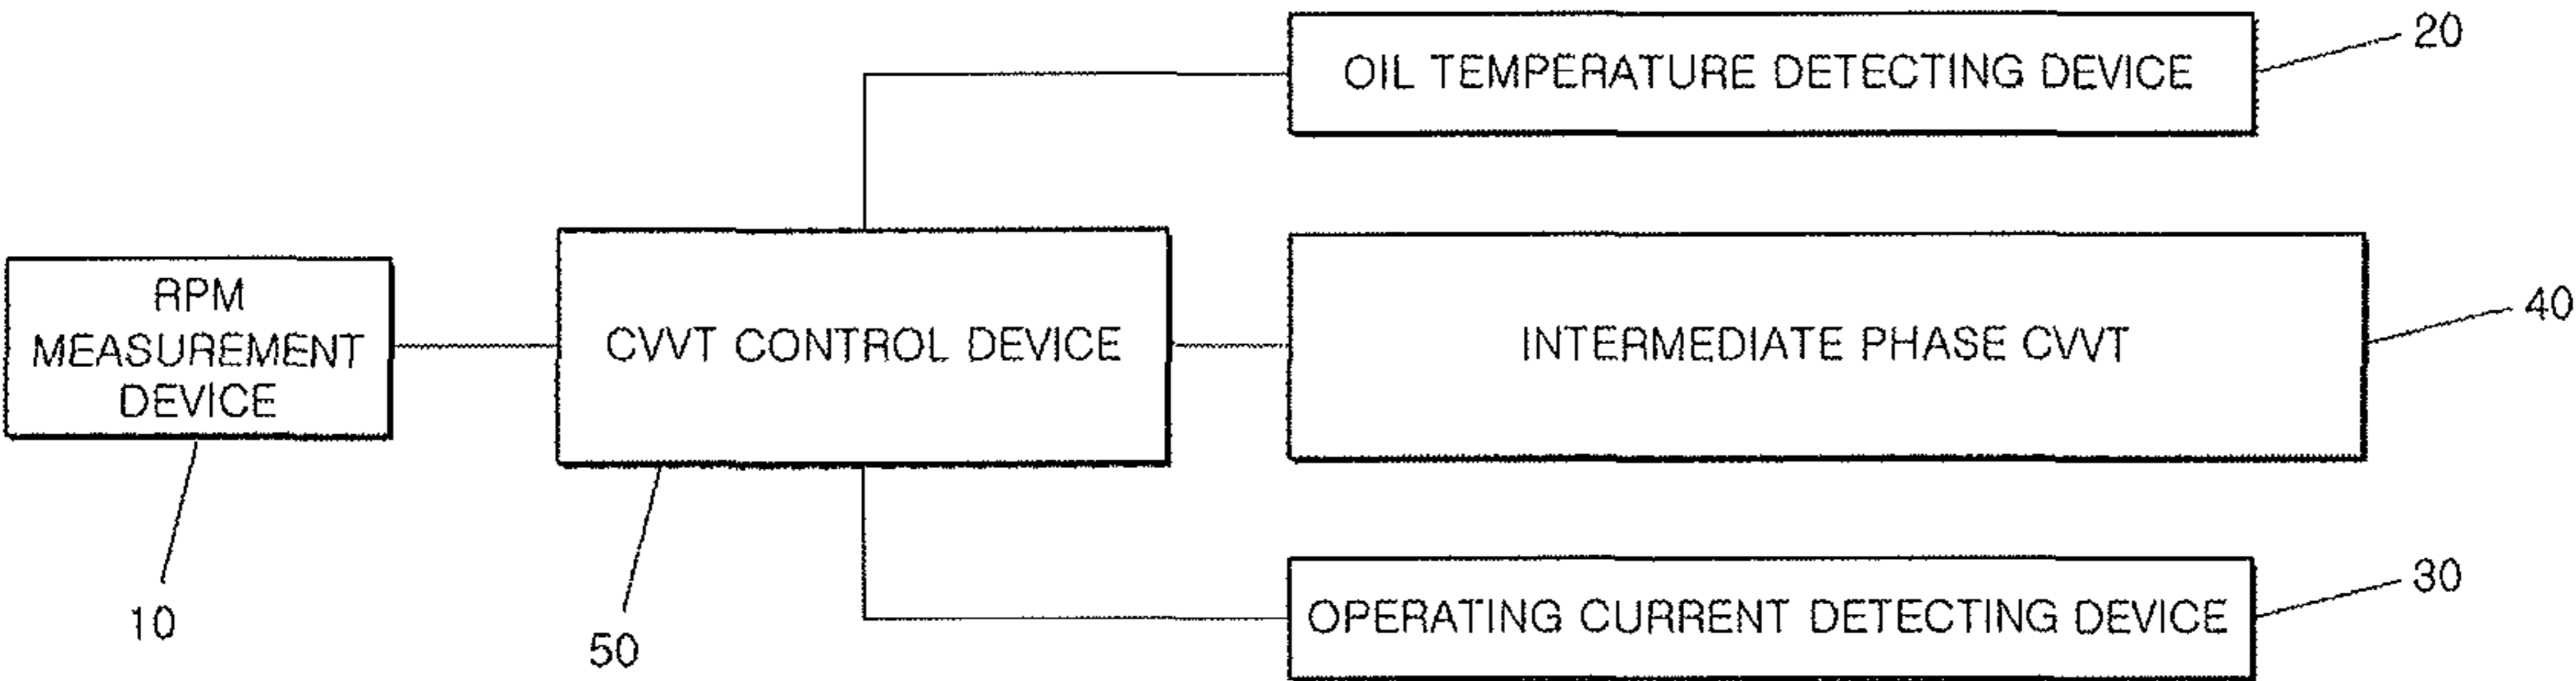 OIL TEMPERATURE DETECTING DEVICE
20
RPM
MEASUREMENT
DEVICE
10
CVVT CONTROL DEVICE
50
INTERMEDIATE PHASE CVVT
40
OPERATING CURRENT DETECTING DEVICE
30